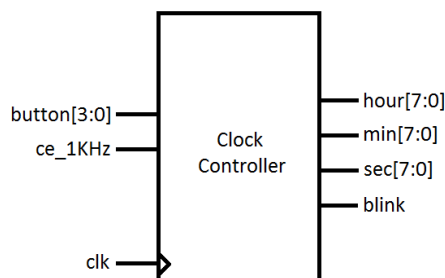 button[3:0]
ce_1KHz
clk
Clock
Controller
hour[7:0]
min[7:0]
sec[7:0]
blink